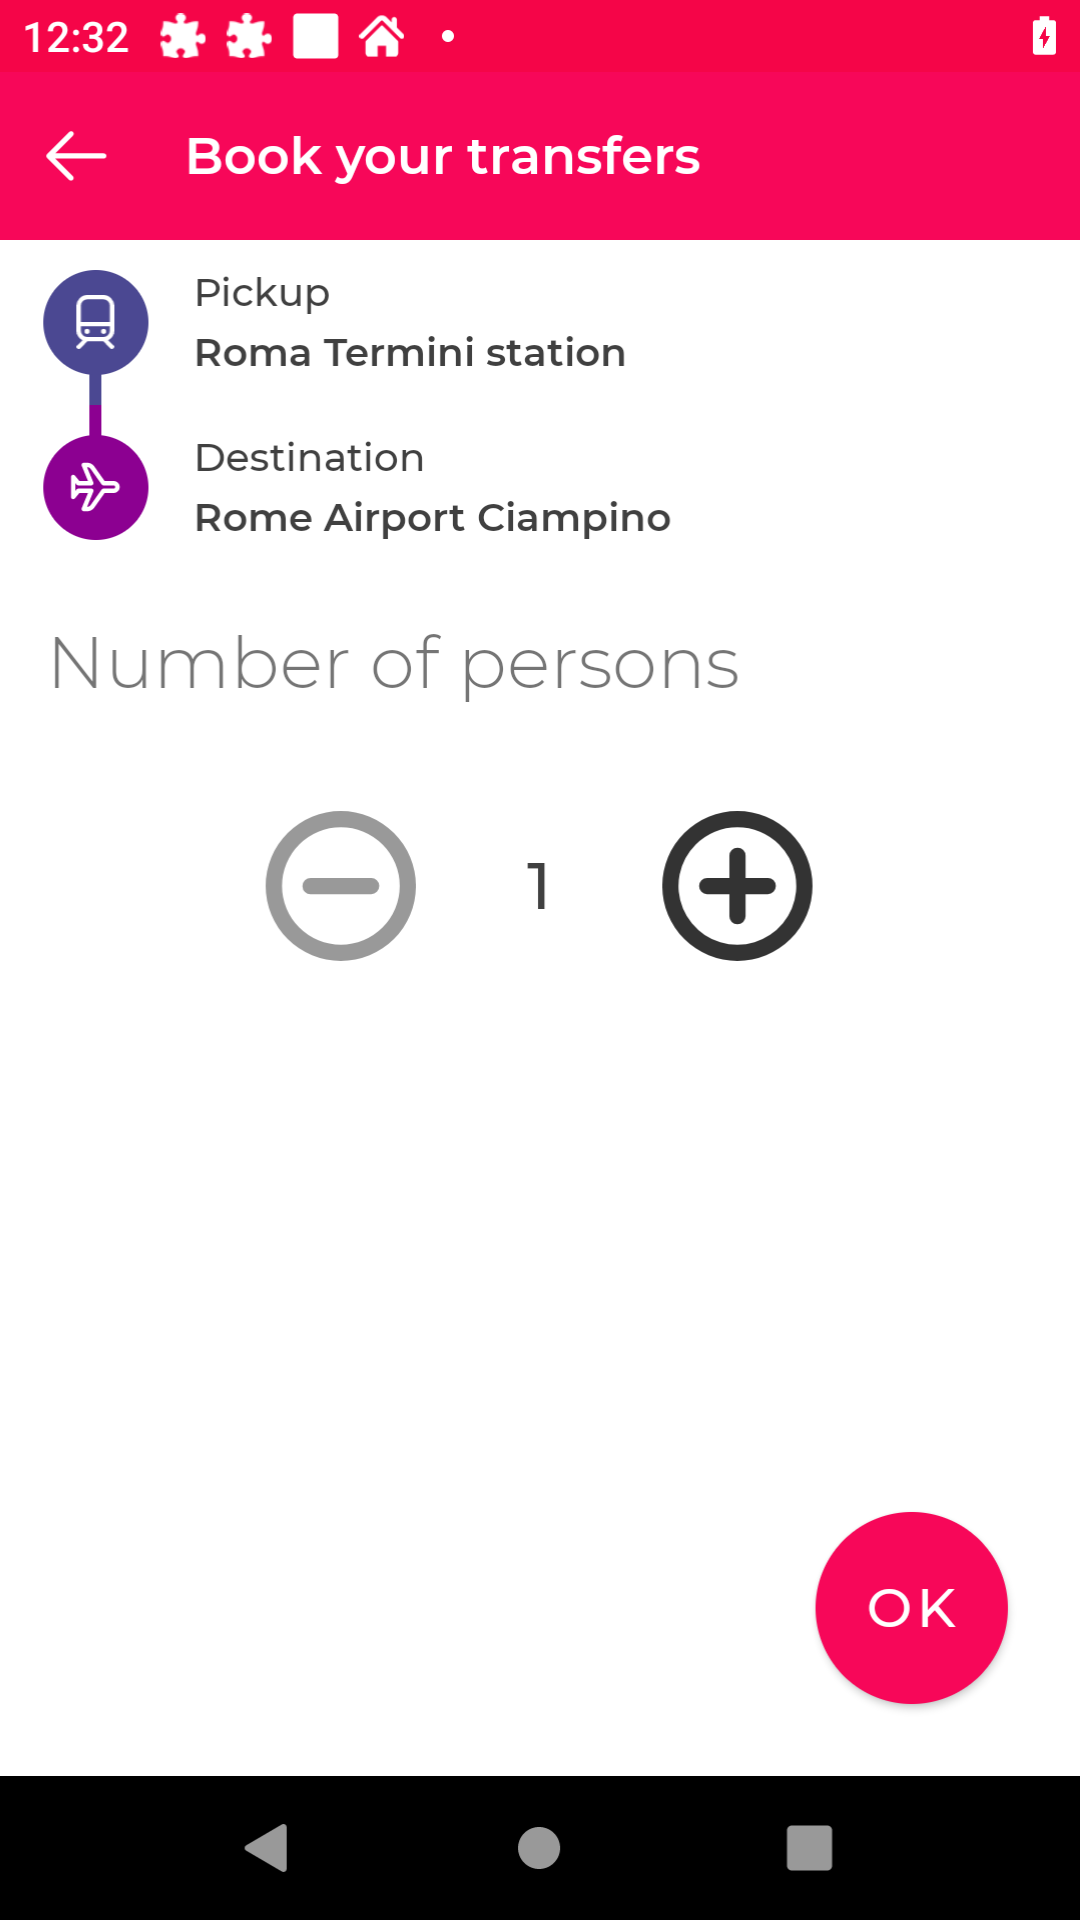 12:32
Book your transfers
Pickup
Roma Termini station
Destination
Rome Airport Ciampino
Number of persons
1
OK